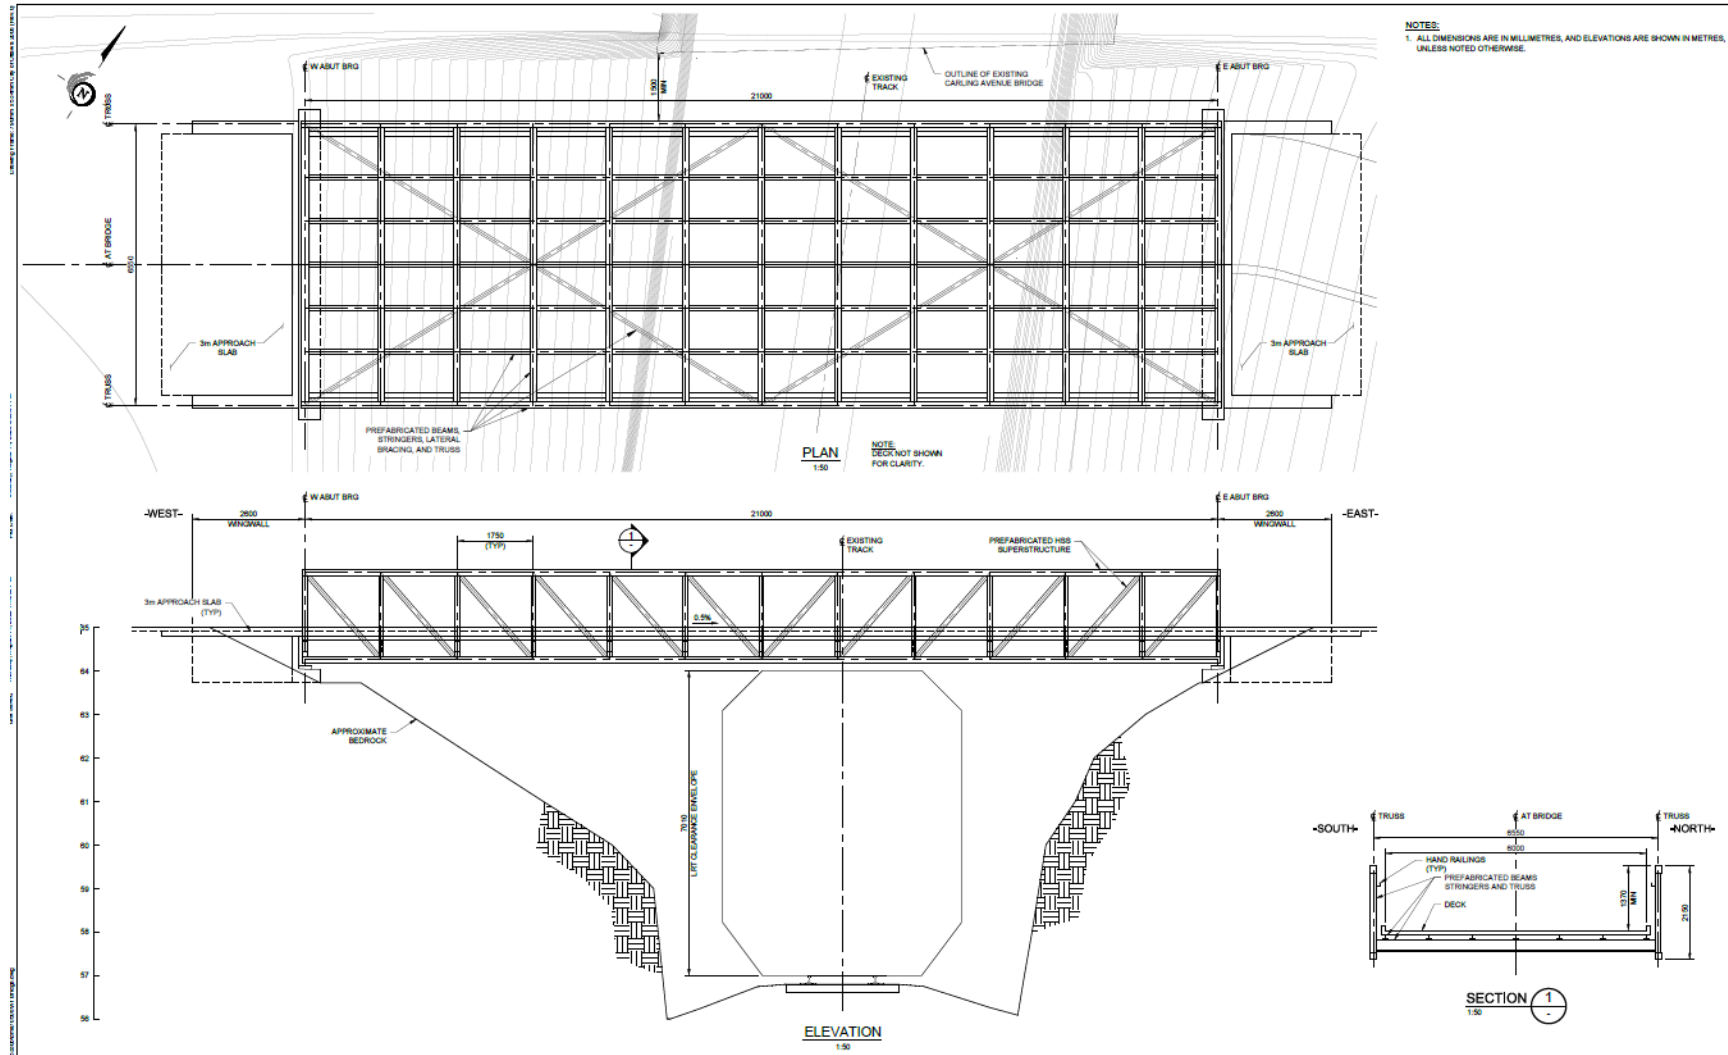 NOTES:
1. ALL DIMENSIONS ARE IN MILLIMETRES, AND ELEVATIONS ARE SHOWN IN METRES,
UNLESS NOTED OTHERWISE.
N
℄ W ABUT BRG
℄ E ABUT BRG
1500
MIN
℄ EXISTING
TRACK
OUTLINE OF EXISTING
CARLING AVENUE BRIDGE
21000
℄ TRUSS
℄ AT BRIDGE
6550
℄ TRUSS
3m APPROACH
SLAB
3m APPROACH
SLAB
PREFABRICATED BEAMS,
STRINGERS, LATERAL
BRACING, AND TRUSS
PLAN
1:50
NOTE:
DECK NOT SHOWN
FOR CLARITY.
-WEST-
℄ W ABUT BRG
℄ E ABUT BRG
-EAST-
2600
WINGWALL
21000
2600
WINGWALL
1750
(TYP)
1
-
℄ EXISTING
TRACK
PREFABRICATED HSS
SUPERSTRUCTURE
3m APPROACH SLAB
(TYP)
0.5%
65
64
63
62
61
60
59
58
57
56
APPROXIMATE
BEDROCK
7010
LRT CLEARANCE ENVELOPE
ELEVATION
1:50
-SOUTH-
℄ TRUSS
℄ AT BRIDGE
℄ TRUSS
-NORTH-
6550
6000
HAND RAILINGS
(TYP)
PREFABRICATED BEAMS
STRINGERS AND TRUSS
DECK
1370
MIN
2150
SECTION
1
-
1:50